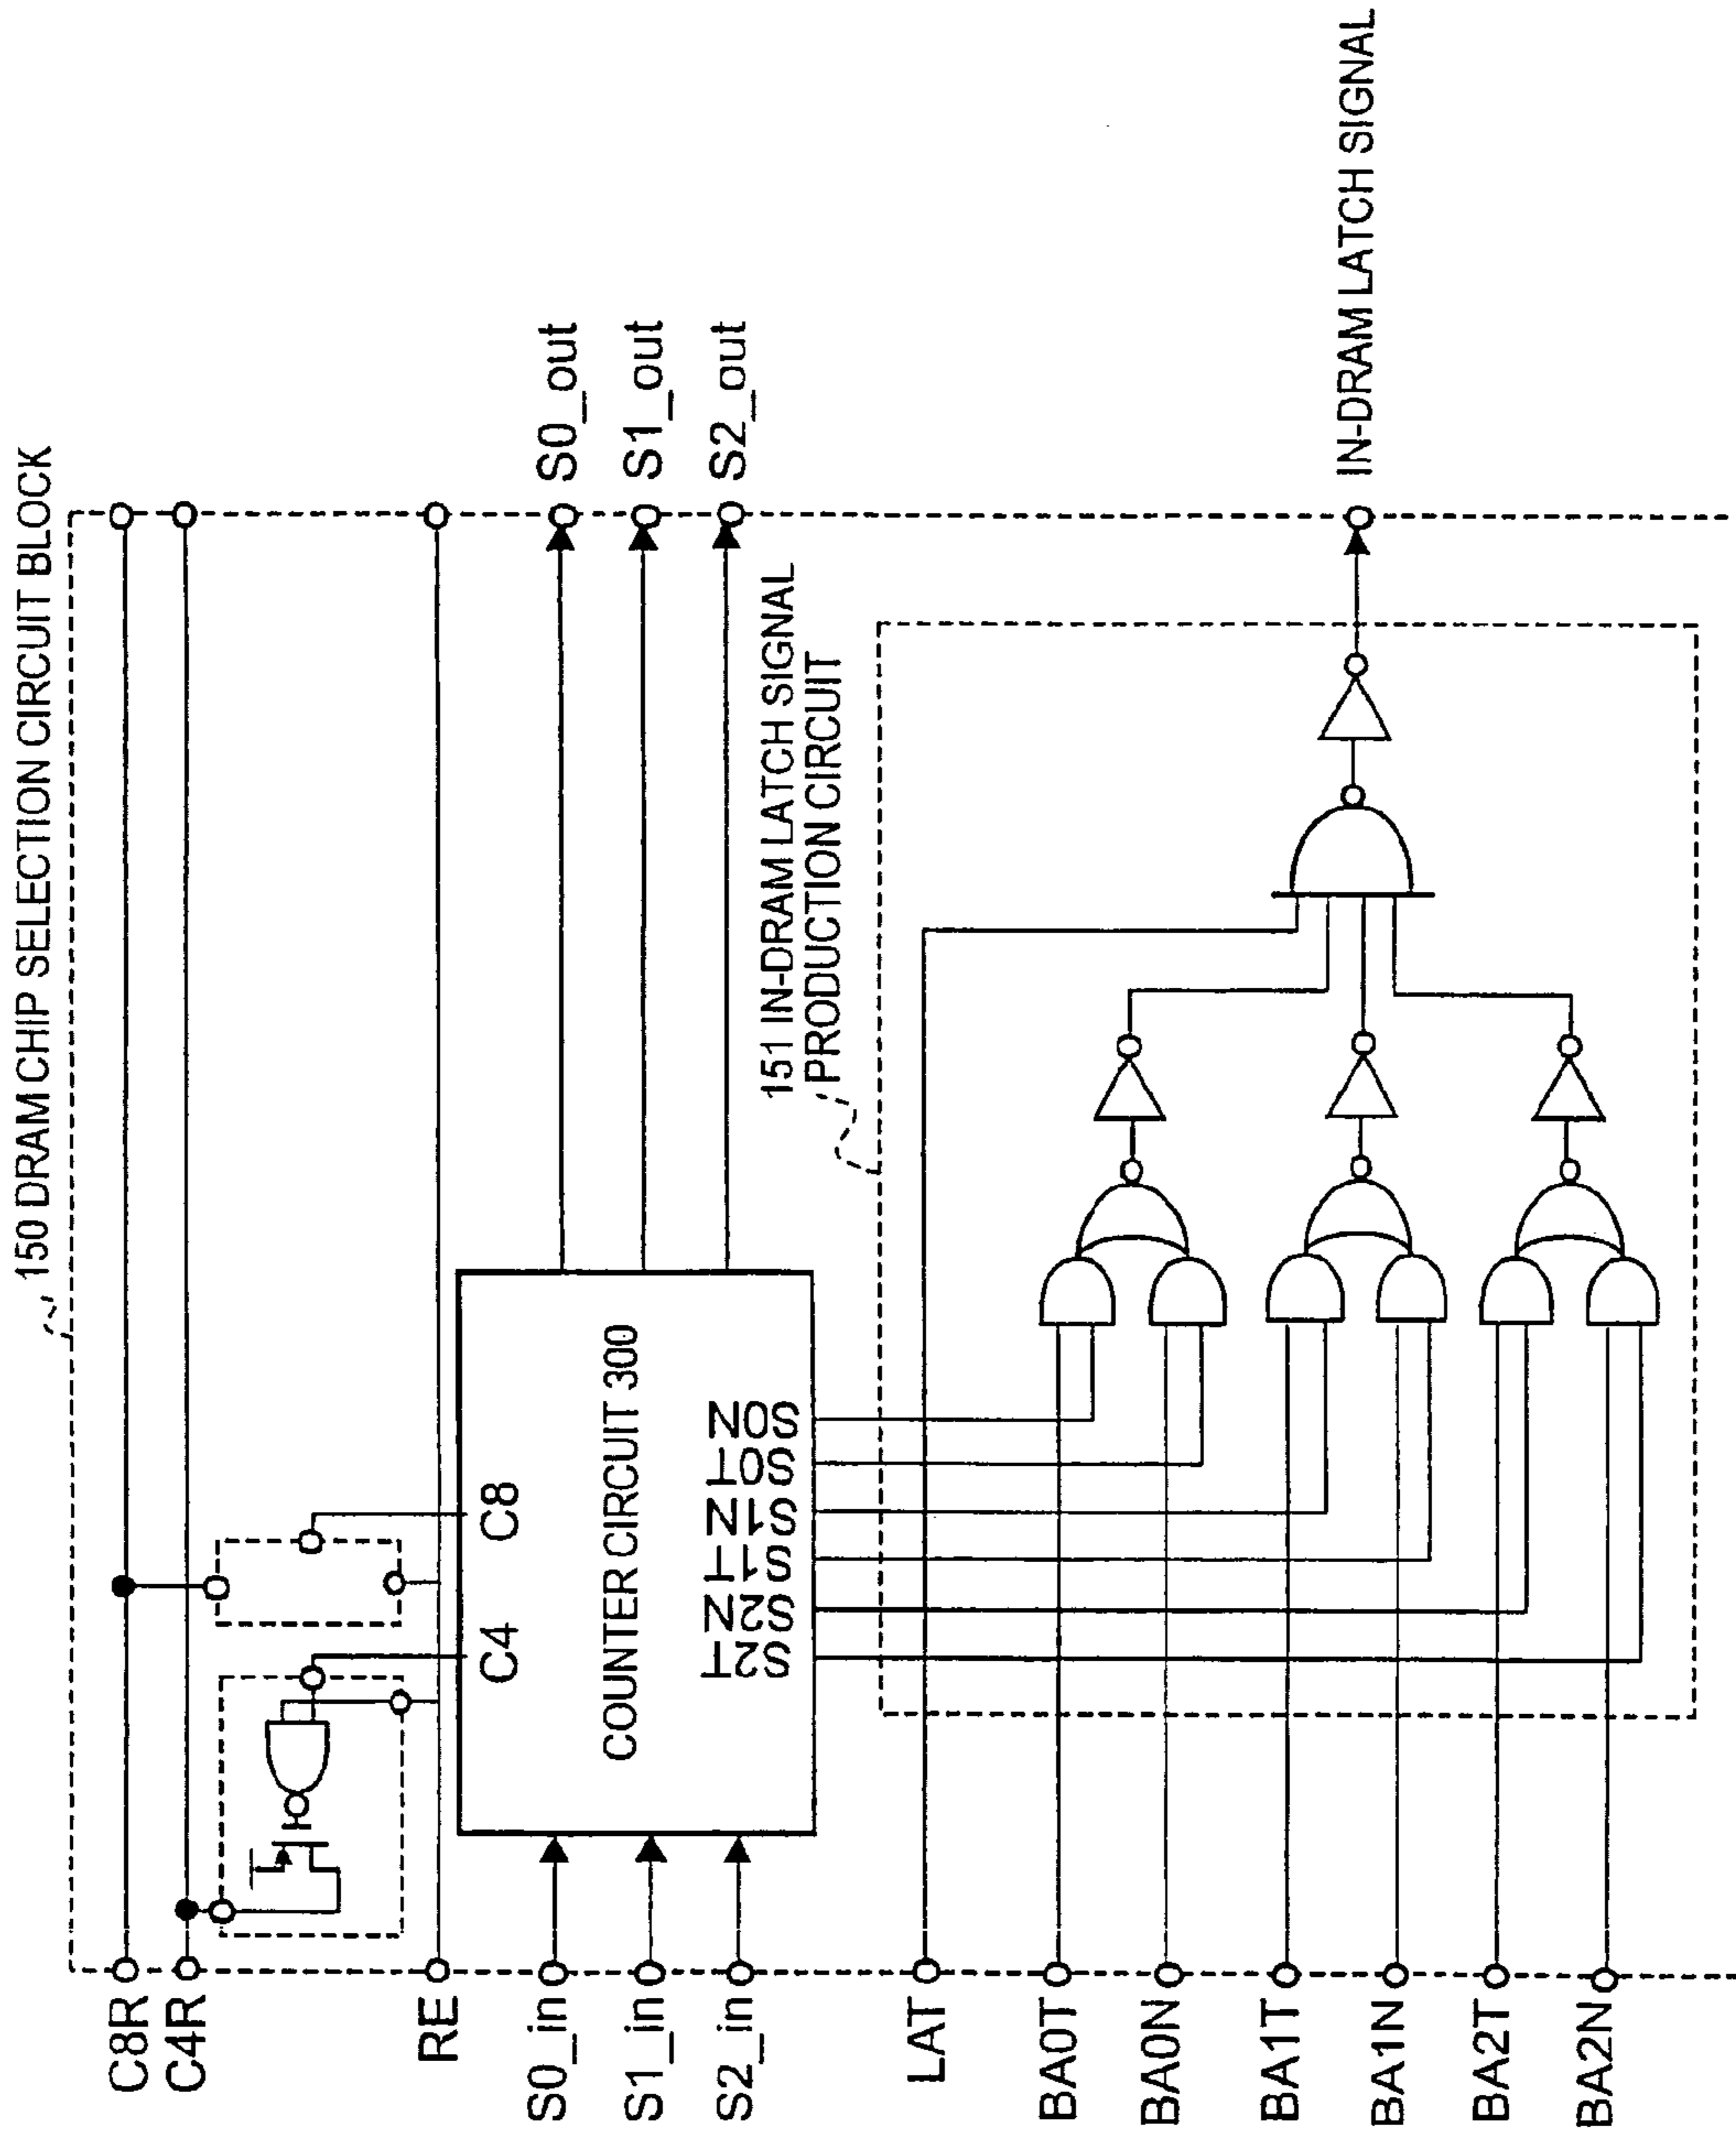 150 DRAM CHIP SELECTION CIRCUIT BLOCK
C8R
C4R
RE
S0_in
S1_in
S2_in
C4
C8
COUNTER CIRCUIT 300
S2T
S2N
S1T
S1N
S0T
S0N
S0_out
S1_out
S2_out
151 IN-DRAM LATCH SIGNAL
PRODUCTION CIRCUIT
LAT
BA0T
BA0N
BA1T
BA1N
BA2T
BA2N
IN-DRAM LATCH SIGNAL